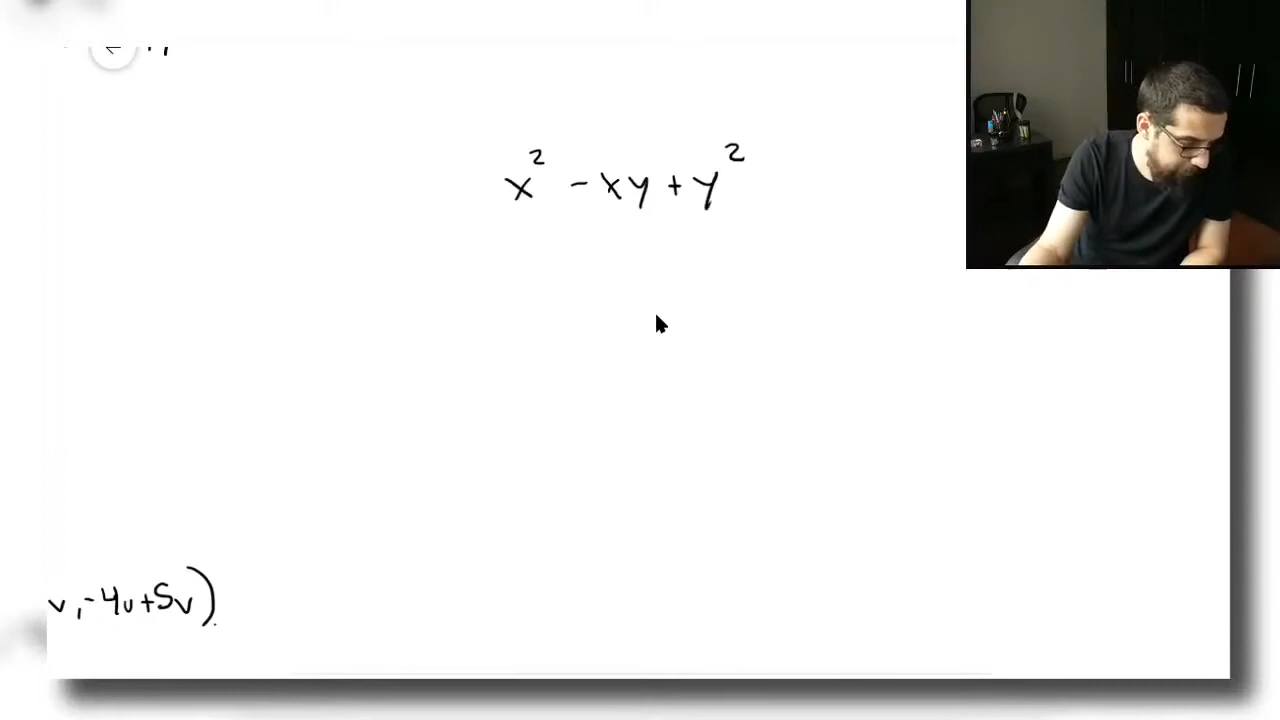 x² - xy + y²
v, -4u+5v)